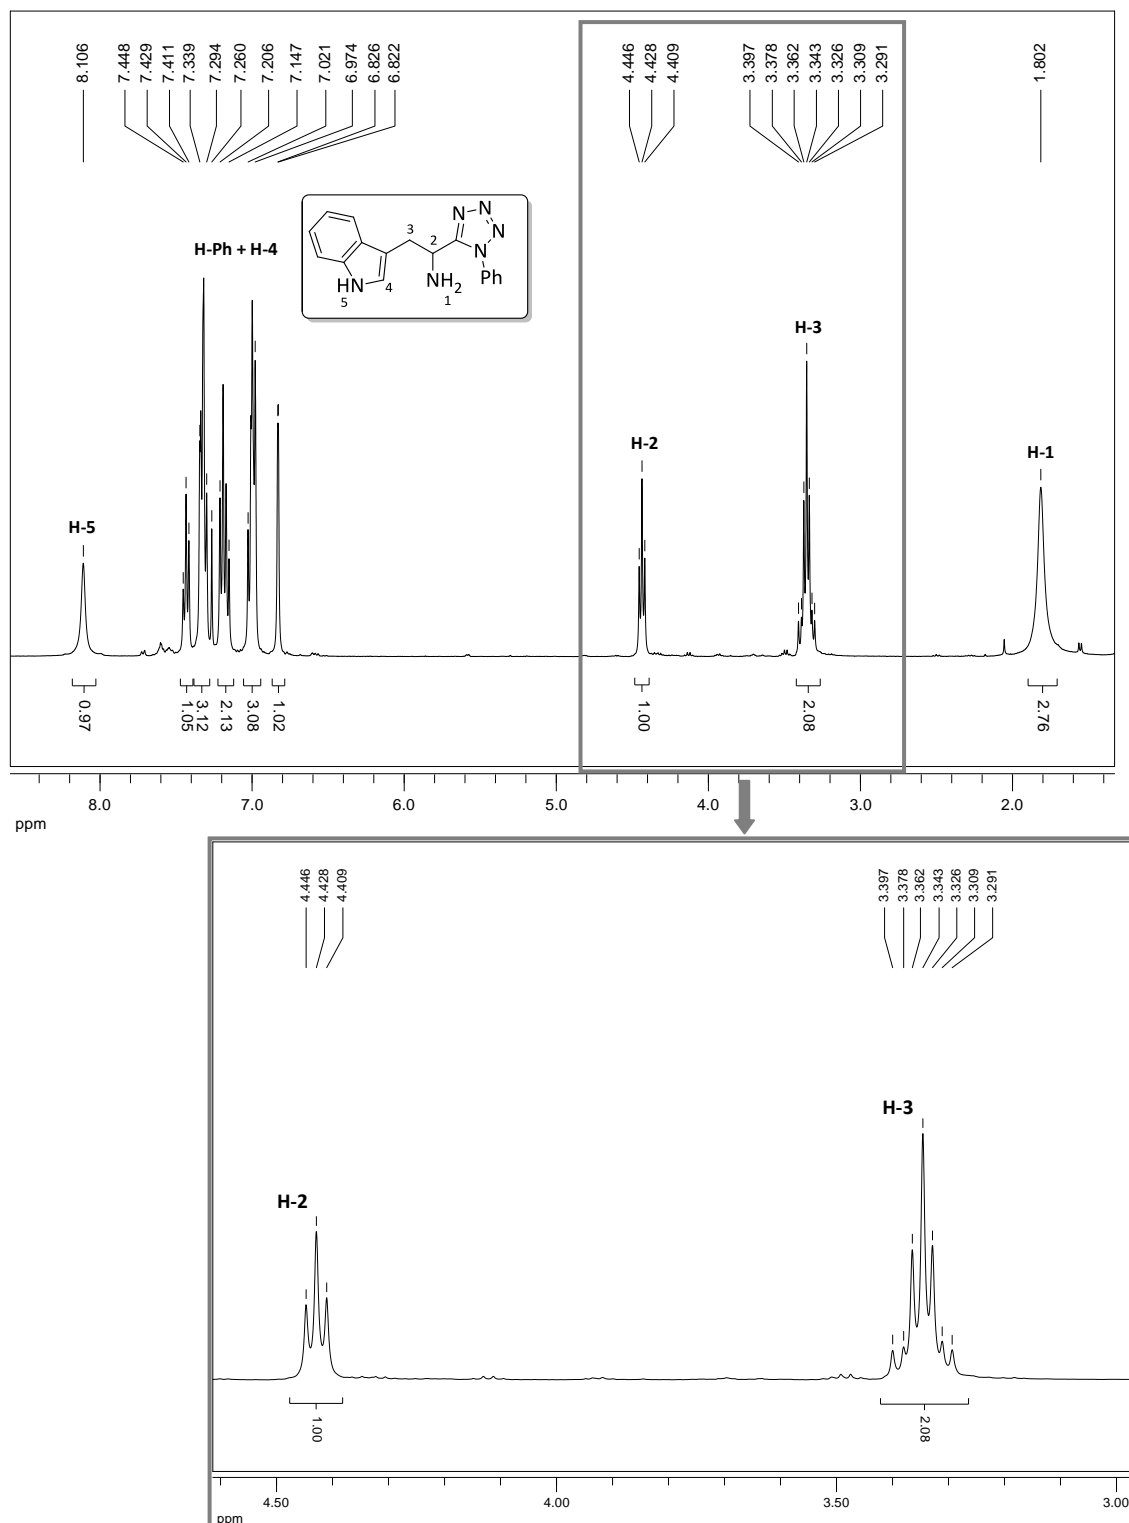 8.106
7.448
7.429
7.411
7.339
7.294
7.260
7.206
7.147
7.021
6.974
6.826
6.822
4.446
4.428
4.409
3.397
3.378
3.362
3.343
3.326
3.309
3.291
1.802
H-Ph + H-4
N N
N
N
3
2
HN
5
4
NH2
1
Ph
H-3
H-2
H-1
H-5
0.97
1.05
3.12
2.13
3.08
1.02
1.00
2.08
2.76
8.0 7.0 6.0 5.0 4.0 3.0 2.0
ppm
4.446
4.428
4.409
3.397
3.378
3.362
3.343
3.326
3.309
3.291
H-3
H-2
1.00
2.08
4.50 4.00 3.50 3.00
ppm